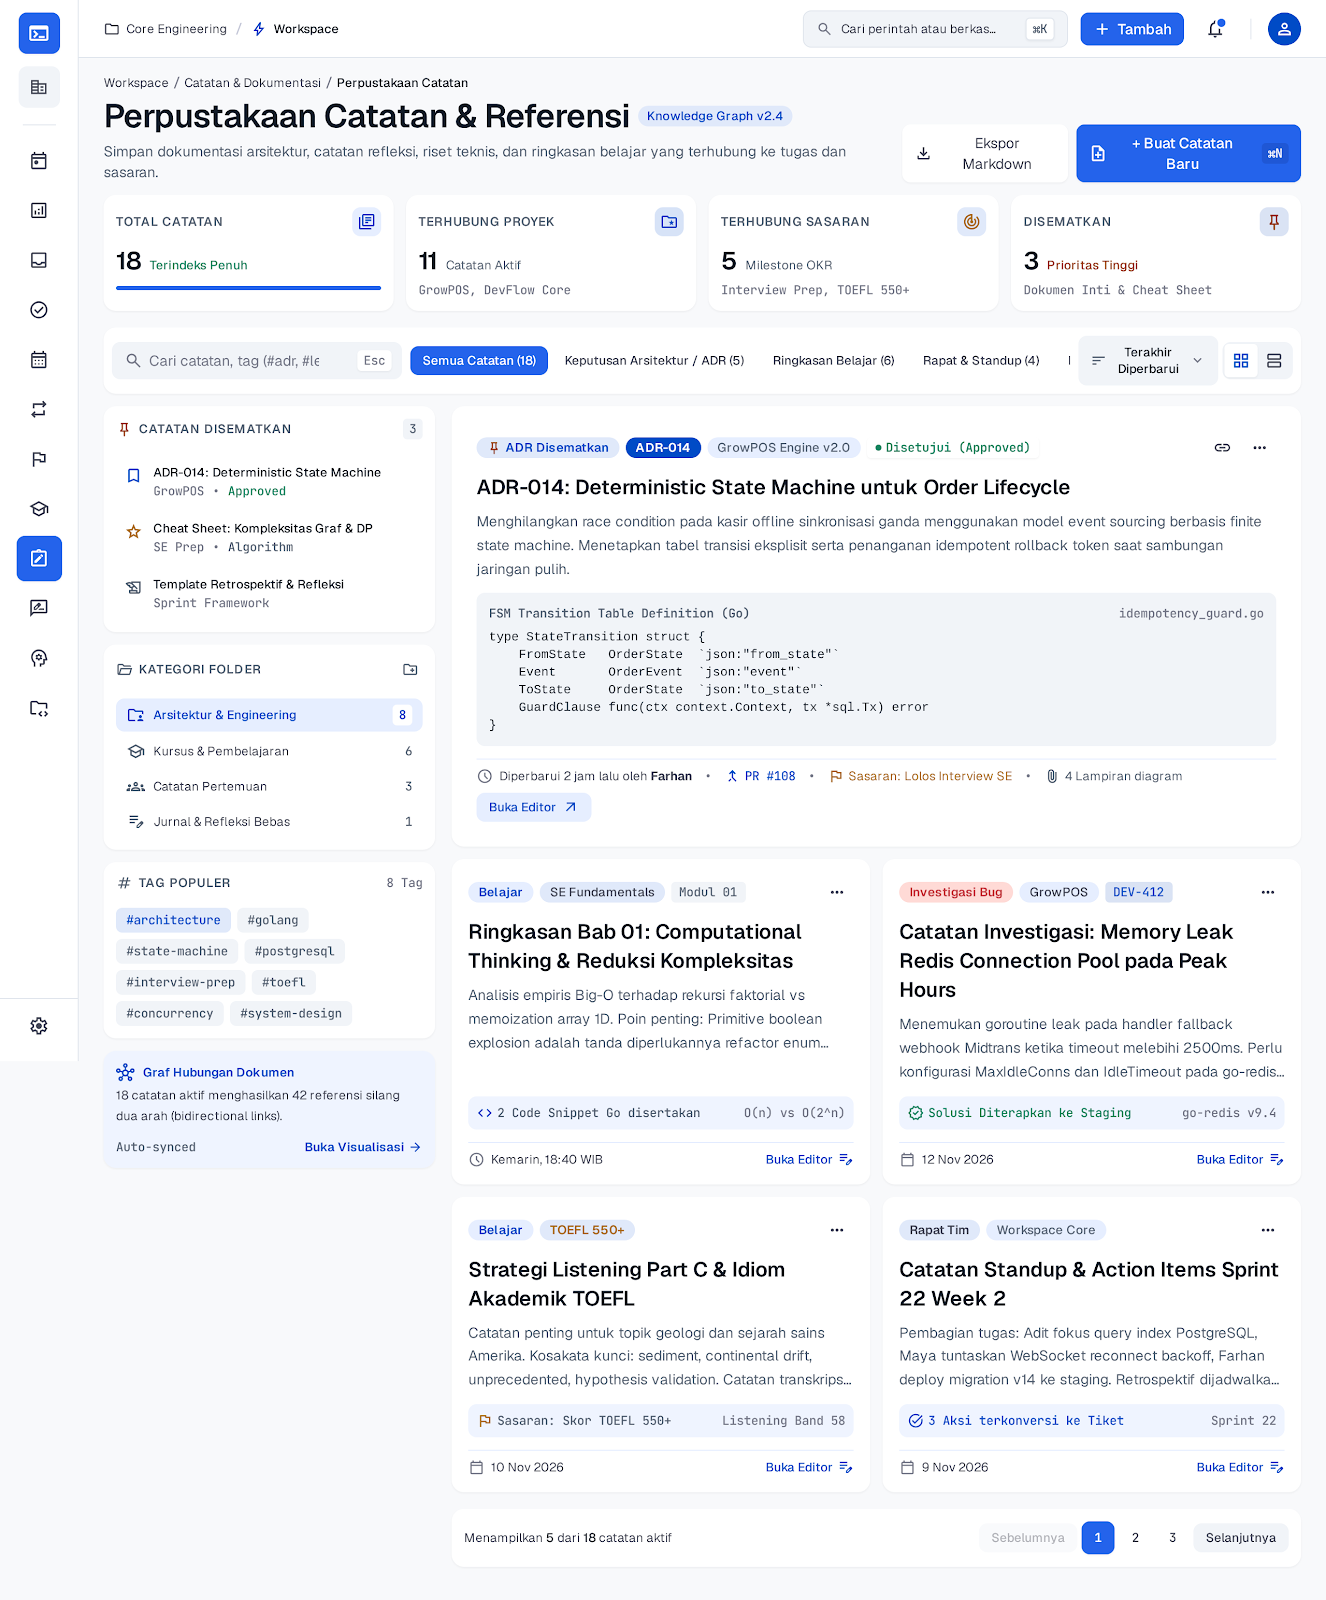 Core Engineering / Workspace
Cari perintah atau berkas... ⌘K
+ Tambah
Workspace / Catatan & Dokumentasi / Perpustakaan Catatan
Perpustakaan Catatan & Referensi
Knowledge Graph v2.4
Simpan dokumentasi arsitektur, catatan refleksi, riset teknis, dan ringkasan belajar yang terhubung ke tugas dan
sasaran.
Ekspor
Markdown
+ Buat Catatan
Baru
⌘N
TOTAL CATATAN
18 Terindeks Penuh
TERHUBUNG PROYEK
11 Catatan Aktif
GrowPOS, DevFlow Core
TERHUBUNG SASARAN
5 Milestone OKR
Interview Prep, TOEFL 550+
DISEMATKAN
3 Prioritas Tinggi
Dokumen Inti & Cheat Sheet
Cari catatan, tag (#adr, #le
Esc
Semua Catatan (18)
Keputusan Arsitektur / ADR (5)
Ringkasan Belajar (6)
Rapat & Standup (4)
Terakhir
Diperbarui
CATATAN DISEMATKAN 3
ADR-014: Deterministic State Machine
GrowPOS • Approved
Cheat Sheet: Kompleksitas Graf & DP
SE Prep • Algorithm
Template Retrospektif & Refleksi
Sprint Framework
KATEGORI FOLDER
Arsitektur & Engineering 8
Kursus & Pembelajaran 6
Catatan Pertemuan 3
Jurnal & Refleksi Bebas 1
TAG POPULER 8 Tag
#architecture #golang
#state-machine #postgresql
#interview-prep #toefl
#concurrency #system-design
Graf Hubungan Dokumen
18 catatan aktif menghasilkan 42 referensi silang
dua arah (bidirectional links).
Auto-synced Buka Visualisasi →
ADR Disematkan ADR-014 GrowPOS Engine v2.0 • Disetujui (Approved)
ADR-014: Deterministic State Machine untuk Order Lifecycle
Menghilangkan race condition pada kasir offline sinkronisasi ganda menggunakan model event sourcing berbasis finite
state machine. Menetapkan tabel transisi eksplisit serta penanganan idempotent rollback token saat sambungan
jaringan pulih.
FSM Transition Table Definition (Go) idempotency_guard.go
type StateTransition struct {
    FromState   OrderState  `json:"from_state"`
    Event       OrderEvent  `json:"event"`
    ToState     OrderState  `json:"to_state"`
    GuardClause func(ctx context.Context, tx *sql.Tx) error
}
Diperbarui 2 jam lalu oleh Farhan • PR #108 • Sasaran: Lolos Interview SE • 4 Lampiran diagram
Buka Editor
Belajar SE Fundamentals Modul 01
Ringkasan Bab 01: Computational
Thinking & Reduksi Kompleksitas
Analisis empiris Big-O terhadap rekursi faktorial vs
memoization array 1D. Poin penting: Primitive boolean
explosion adalah tanda diperlukannya refactor enum...
2 Code Snippet Go disertakan O(n) vs O(2^n)
Kemarin, 18:40 WIB Buka Editor
Investigasi Bug GrowPOS DEV-412
Catatan Investigasi: Memory Leak
Redis Connection Pool pada Peak
Hours
Menemukan goroutine leak pada handler fallback
webhook Midtrans ketika timeout melebihi 2500ms. Perlu
konfigurasi MaxIdleConns dan IdleTimeout pada go-redis...
Solusi Diterapkan ke Staging go-redis v9.4
12 Nov 2026 Buka Editor
Belajar TOEFL 550+
Strategi Listening Part C & Idiom
Akademik TOEFL
Catatan penting untuk topik geologi dan sejarah sains
Amerika. Kosakata kunci: sediment, continental drift,
unprecedented, hypothesis validation. Catatan transkrips...
Sasaran: Skor TOEFL 550+ Listening Band 58
10 Nov 2026 Buka Editor
Rapat Tim Workspace Core
Catatan Standup & Action Items Sprint
22 Week 2
Pembagian tugas: Adit fokus query index PostgreSQL,
Maya tuntaskan WebSocket reconnect backoff, Farhan
deploy migration v14 ke staging. Retrospektif dijadwalka...
3 Aksi terkonversi ke Tiket Sprint 22
9 Nov 2026 Buka Editor
Menampilkan 5 dari 18 catatan aktif
Sebelumnya 1 2 3 Selanjutnya